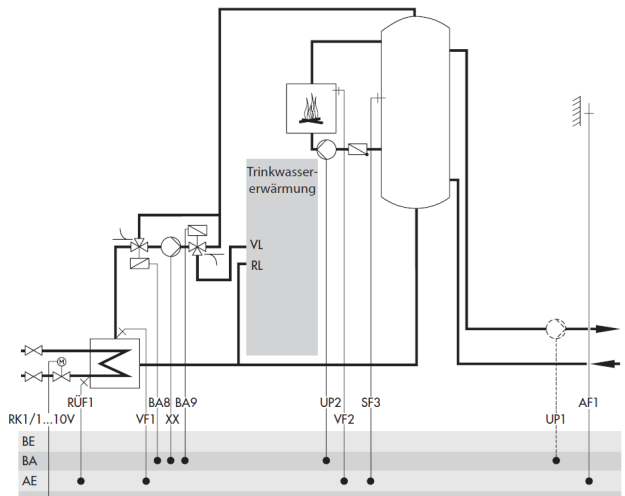 Trinkwasser-
erwärmung
VL
RL
M
RÜF1 BA8 BA9 UP2 SF3 AF1
RK1/1...10V VF1 XX VF2 UP1
BE
BA
AE